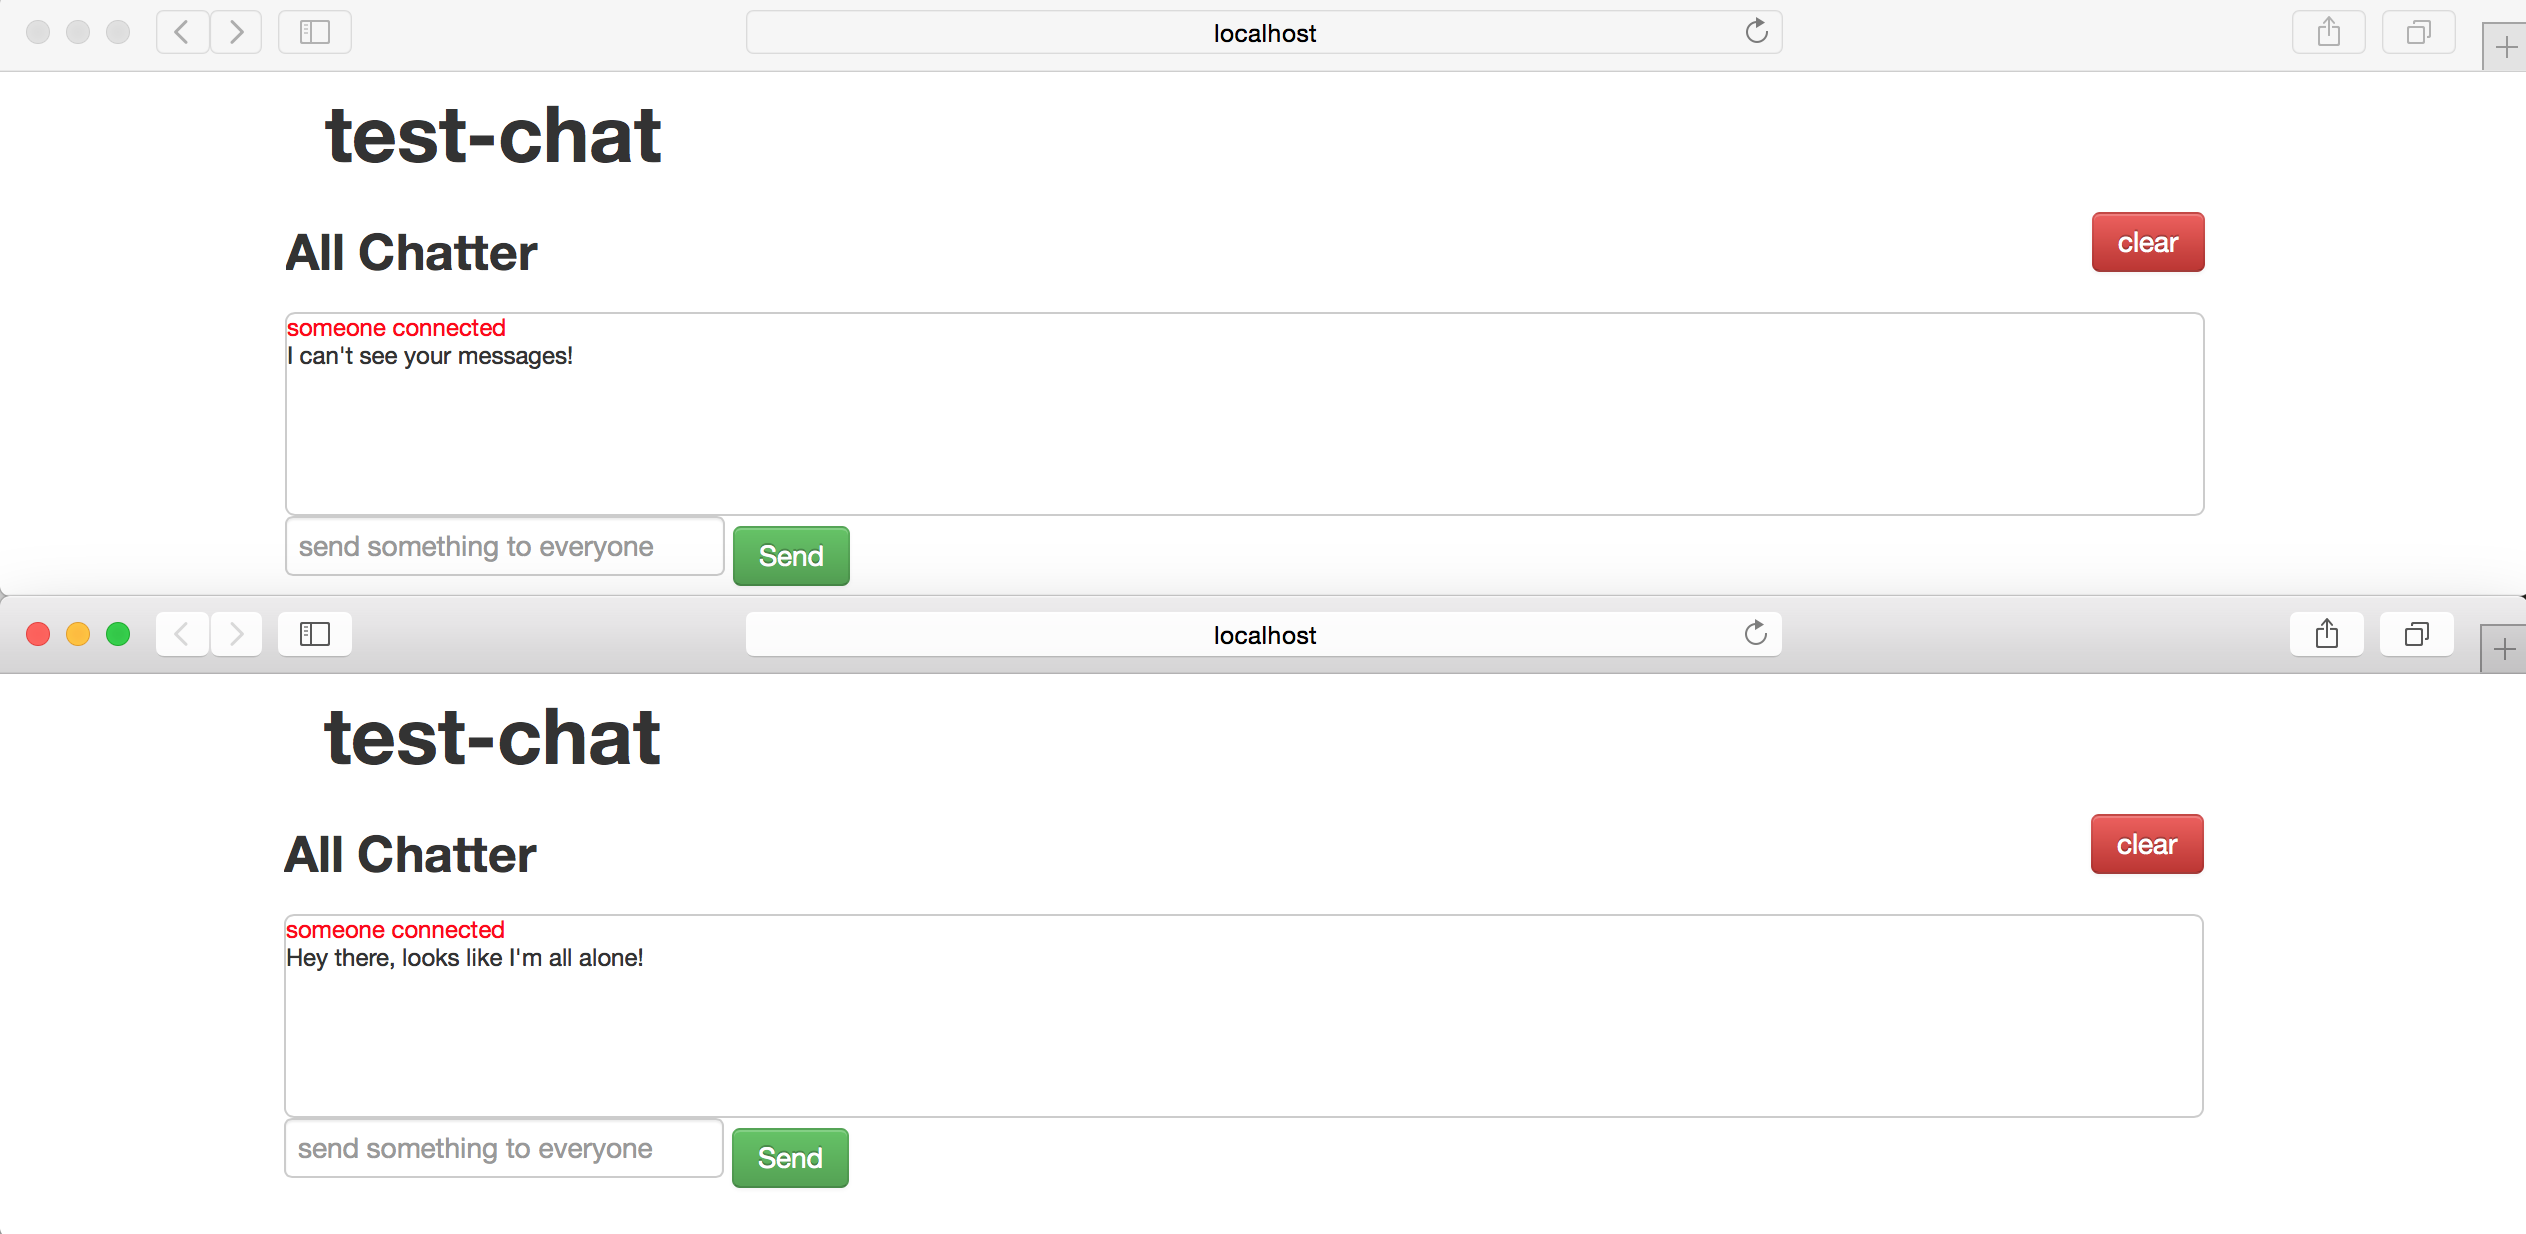 localhost
test-chat
All Chatter
clear
someone connected
I can't see your messages!
send something to everyone
Send
localhost
test-chat
All Chatter
clear
someone connected
Hey there, looks like I'm all alone!
send something to everyone
Send